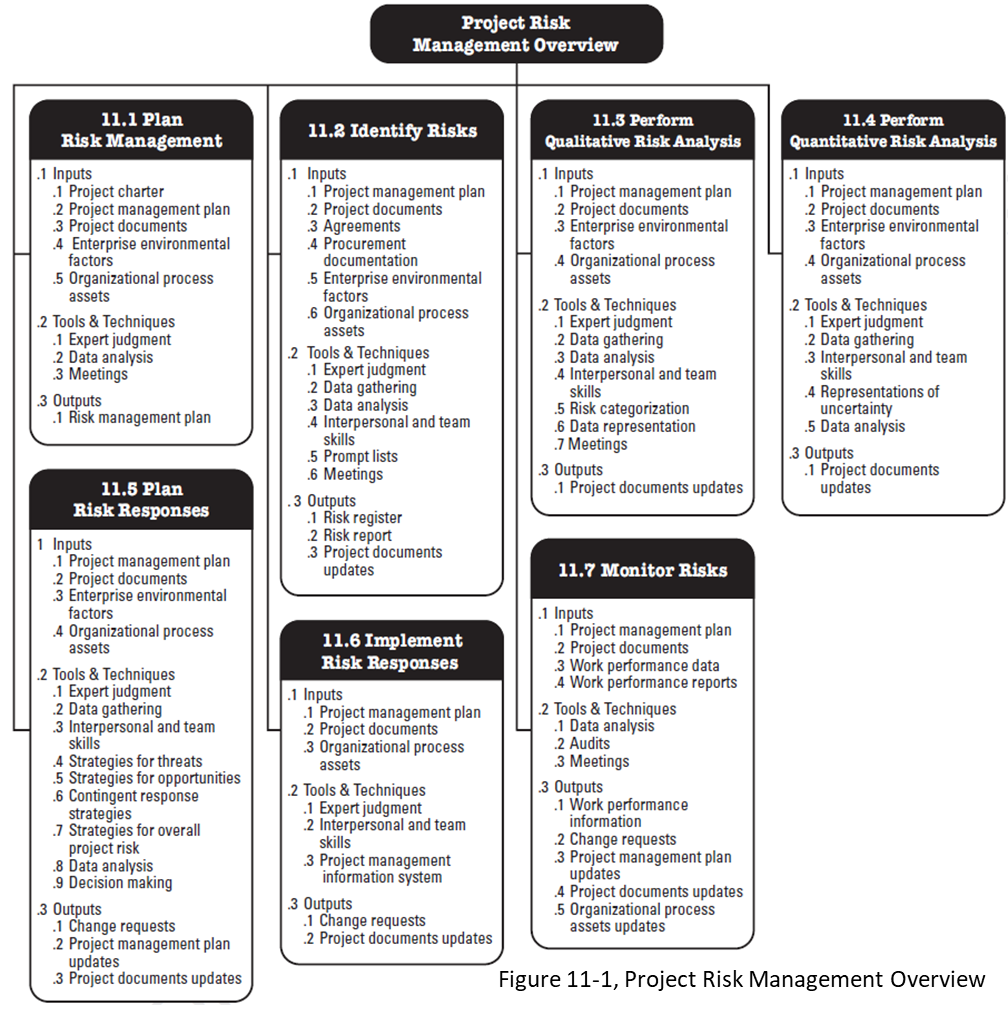 Project Risk
Management Overview
11.1 Plan
Risk Management
.1 Inputs
.1 Project charter
.2 Project management plan
.3 Project documents
.4 Enterprise environmental
factors
.5 Organizational process
assets
.2 Tools & Techniques
.1 Expert judgment
.2 Data analysis
.3 Meetings
.3 Outputs
.1 Risk management plan
11.2 Identify Risks
.1 Inputs
.1 Project management plan
.2 Project documents
.3 Agreements
.4 Procurement
documentation
.5 Enterprise environmental
factors
.6 Organizational process
assets
.2 Tools & Techniques
.1 Expert judgment
.2 Data gathering
.3 Data analysis
.4 Interpersonal and team
skills
.5 Prompt lists
.6 Meetings
.3 Outputs
.1 Risk register
.2 Risk report
.3 Project documents
updates
11.3 Perform
Qualitative Risk Analysis
.1 Inputs
.1 Project management plan
.2 Project documents
.3 Enterprise environmental
factors
.4 Organizational process
assets
.2 Tools & Techniques
.1 Expert judgment
.2 Data gathering
.3 Data analysis
.4 Interpersonal and team
skills
.5 Risk categorization
.6 Data representation
.7 Meetings
.3 Outputs
.1 Project documents updates
11.4 Perform
Quantitative Risk Analysis
.1 Inputs
.1 Project management plan
.2 Project documents
.3 Enterprise environmental
factors
.4 Organizational process
assets
.2 Tools & Techniques
.1 Expert judgment
.2 Data gathering
.3 Interpersonal and team
skills
.4 Representations of
uncertainty
.5 Data analysis
.3 Outputs
.1 Project documents
updates
11.5 Plan
Risk Responses
1 Inputs
.1 Project management plan
.2 Project documents
.3 Enterprise environmental
factors
.4 Organizational process
assets
.2 Tools & Techniques
.1 Expert judgment
.2 Data gathering
.3 Interpersonal and team
skills
.4 Strategies for threats
.5 Strategies for opportunities
.6 Contingent response
strategies
.7 Strategies for overall
project risk
.8 Data analysis
.9 Decision making
.3 Outputs
.1 Change requests
.2 Project management plan
updates
.3 Project documents updates
11.6 Implement
Risk Responses
.1 Inputs
.1 Project management plan
.2 Project documents
.3 Organizational process
assets
.2 Tools & Techniques
.1 Expert judgment
.2 Interpersonal and team
skills
.3 Project management
information system
.3 Outputs
.1 Change requests
.2 Project documents updates
11.7 Monitor Risks
.1 Inputs
.1 Project management plan
.2 Project documents
.3 Work performance data
.4 Work performance reports
.2 Tools & Techniques
.1 Data analysis
.2 Audits
.3 Meetings
.3 Outputs
.1 Work performance
information
.2 Change requests
.3 Project management plan
updates
.4 Project documents updates
.5 Organizational process
assets updates
Figure 11-1, Project Risk Management Overview